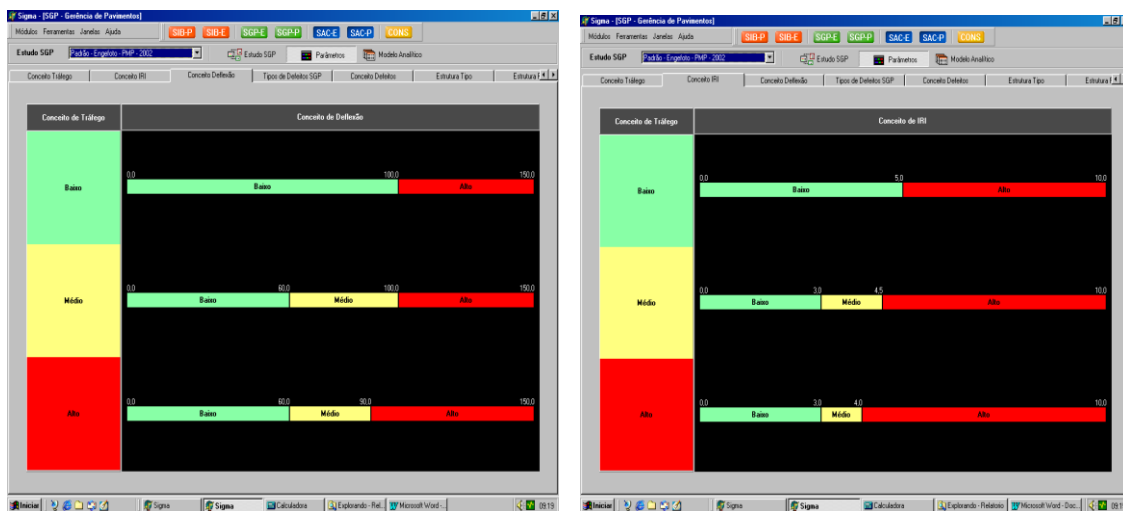 Sigma - [SGP - Gerência de Pavimentos]
Módulos Ferramentas Janelas Ajuda SIB-P SIB-E SGP-E SGP-P SAC-E SAC-P CONS.
Estudo SGP Padrão - Engefoto - PMP - 2002 Estudo SGP Parâmetros Modelo Analítico
Conceito Tráfego Conceito IRI Conceito Deflexão Tipos de Defeitos SGP Conceito Defeitos Estrutura Tipo Estrutura
Conceito de Tráfego Conceito de Deflexão
0,0 100,0 150,0
Baixo Baixo Alto
0,0 60,0 100,0 150,0
Médio Baixo Médio Alto
0,0 60,0 90,0 150,0
Alto Baixo Médio Alto
Iniciar Sigma Sigma Calculadora Explorando - Rel... Microsoft Word -... 09:19
Sigma - [SGP - Gerência de Pavimentos]
Módulos Ferramentas Janelas Ajuda SIB-P SIB-E SGP-E SGP-P SAC-E SAC-P CONS.
Estudo SGP Padrão - Engefoto - PMP - 2002 Estudo SGP Parâmetros Modelo Analítico
Conceito Tráfego Conceito IRI Conceito Deflexão Tipos de Defeitos SGP Conceito Defeitos Estrutura Tipo Estrutura
Conceito de Tráfego Conceito de IRI
0,0 5,0 10,0
Baixo Baixo Alto
0,0 3,0 4,5 10,0
Médio Baixo Médio Alto
0,0 3,0 4,0 10,0
Alto Baixo Médio Alto
Iniciar Sigma Sigma Calculadora Explorando - Relatorio Microsoft Word - Doc...